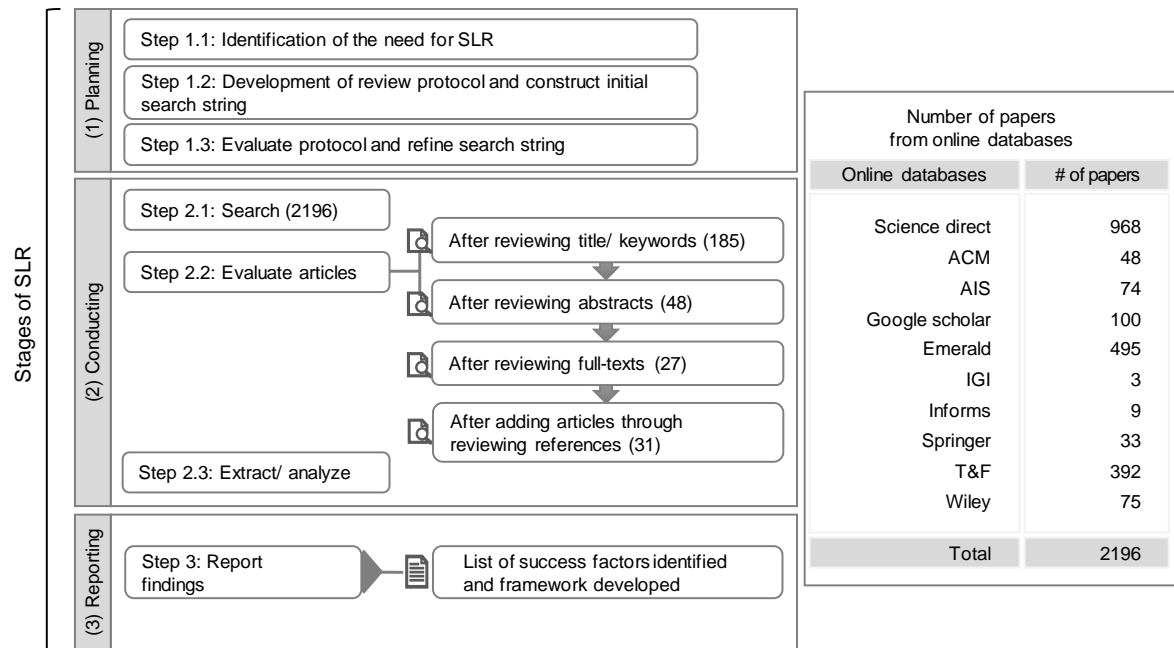 Stages of SLR
(1) Planning
Step 1.1: Identification of the need for SLR
Step 1.2: Development of review protocol and construct initial
search string
Step 1.3: Evaluate protocol and refine search string
(2) Conducting
Step 2.1: Search (2196)
Step 2.2: Evaluate articles
After reviewing title/ keywords (185)
After reviewing abstracts (48)
After reviewing full-texts (27)
After adding articles through
reviewing references (31)
Step 2.3: Extract/ analyze
(3) Reporting
Step 3: Report
findings
List of success factors identified
and framework developed
Number of papers
from online databases
Online databases # of papers
Science direct 968
ACM 48
AIS 74
Google scholar 100
Emerald 495
IGI 3
Informs 9
Springer 33
T&F 392
Wiley 75
Total 2196